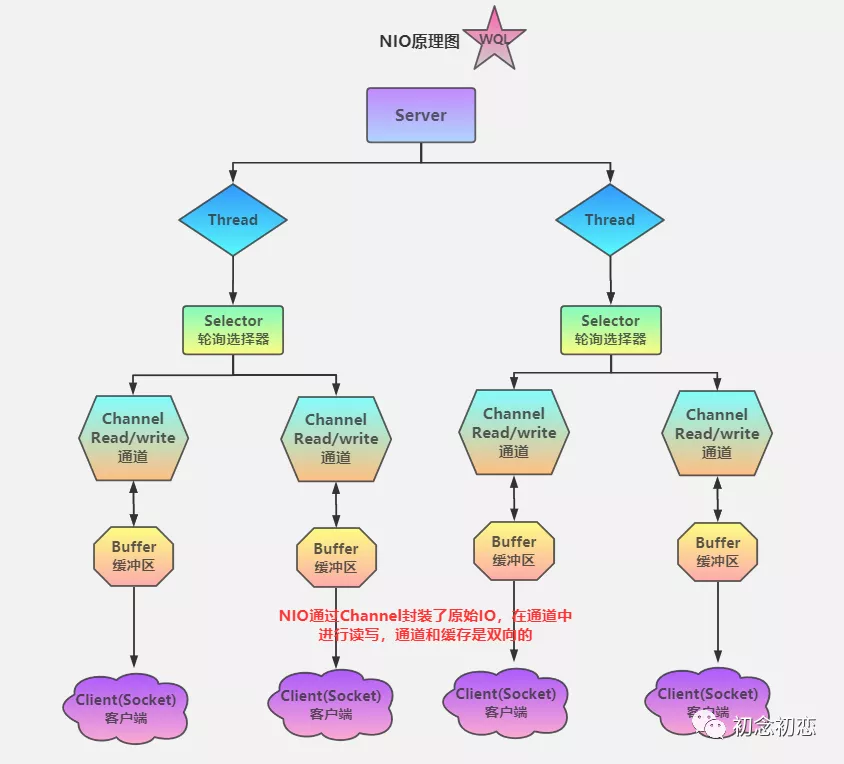 NIO原理图
WQL
Server
Thread
Thread
Selector
轮询选择器
Selector
轮询选择器
Channel
Read/write
通道
Channel
Read/write
通道
Channel
Read/write
通道
Channel
Read/write
通道
Buffer
缓冲区
Buffer
缓冲区
Buffer
缓冲区
Buffer
缓冲区
NIO通过Channel封装了原始IO，在通道中
进行读写，通道和缓存是双向的
Client(Socket)
客户端
Client(Socket)
客户端
Client(Socket)
客户端
Client(Socket)
客户端
初念初恋